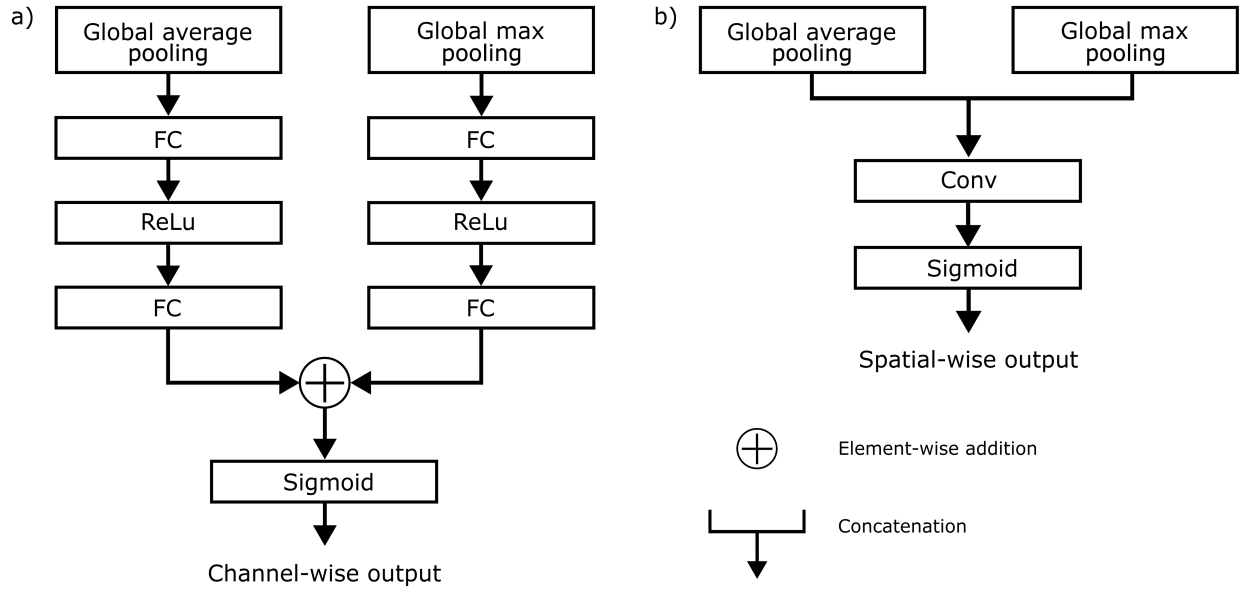 a)
Global average
pooling
Global max
pooling
FC
FC
ReLu
ReLu
FC
FC
Sigmoid
Channel-wise output
b)
Global average
pooling
Global max
pooling
Conv
Sigmoid
Spatial-wise output
Element-wise addition
Concatenation